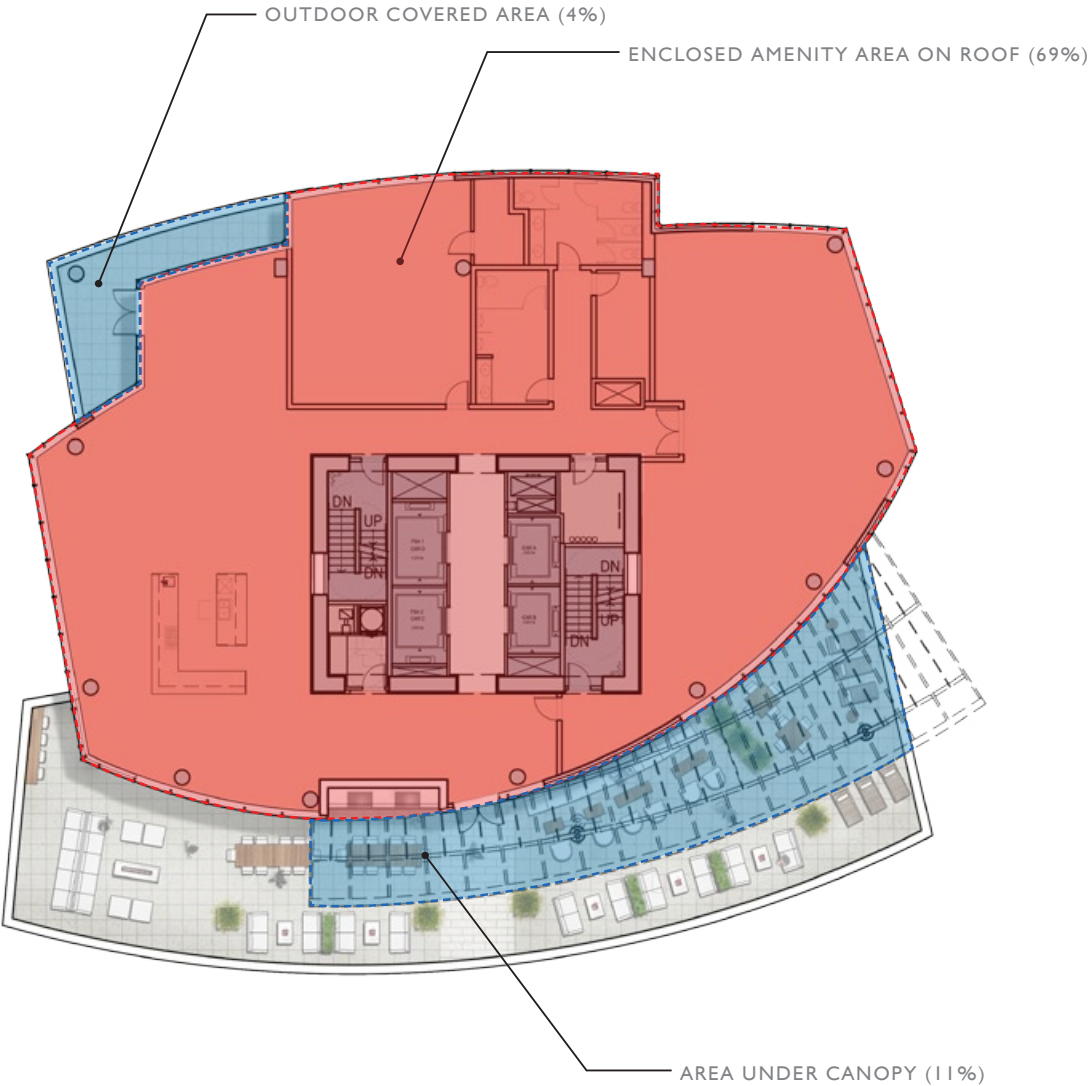 OUTDOOR COVERED AREA (4%)
ENCLOSED AMENITY AREA ON ROOF (69%)
DN
UP
DN
DN
UP
DN
AREA UNDER CANOPY (11%)